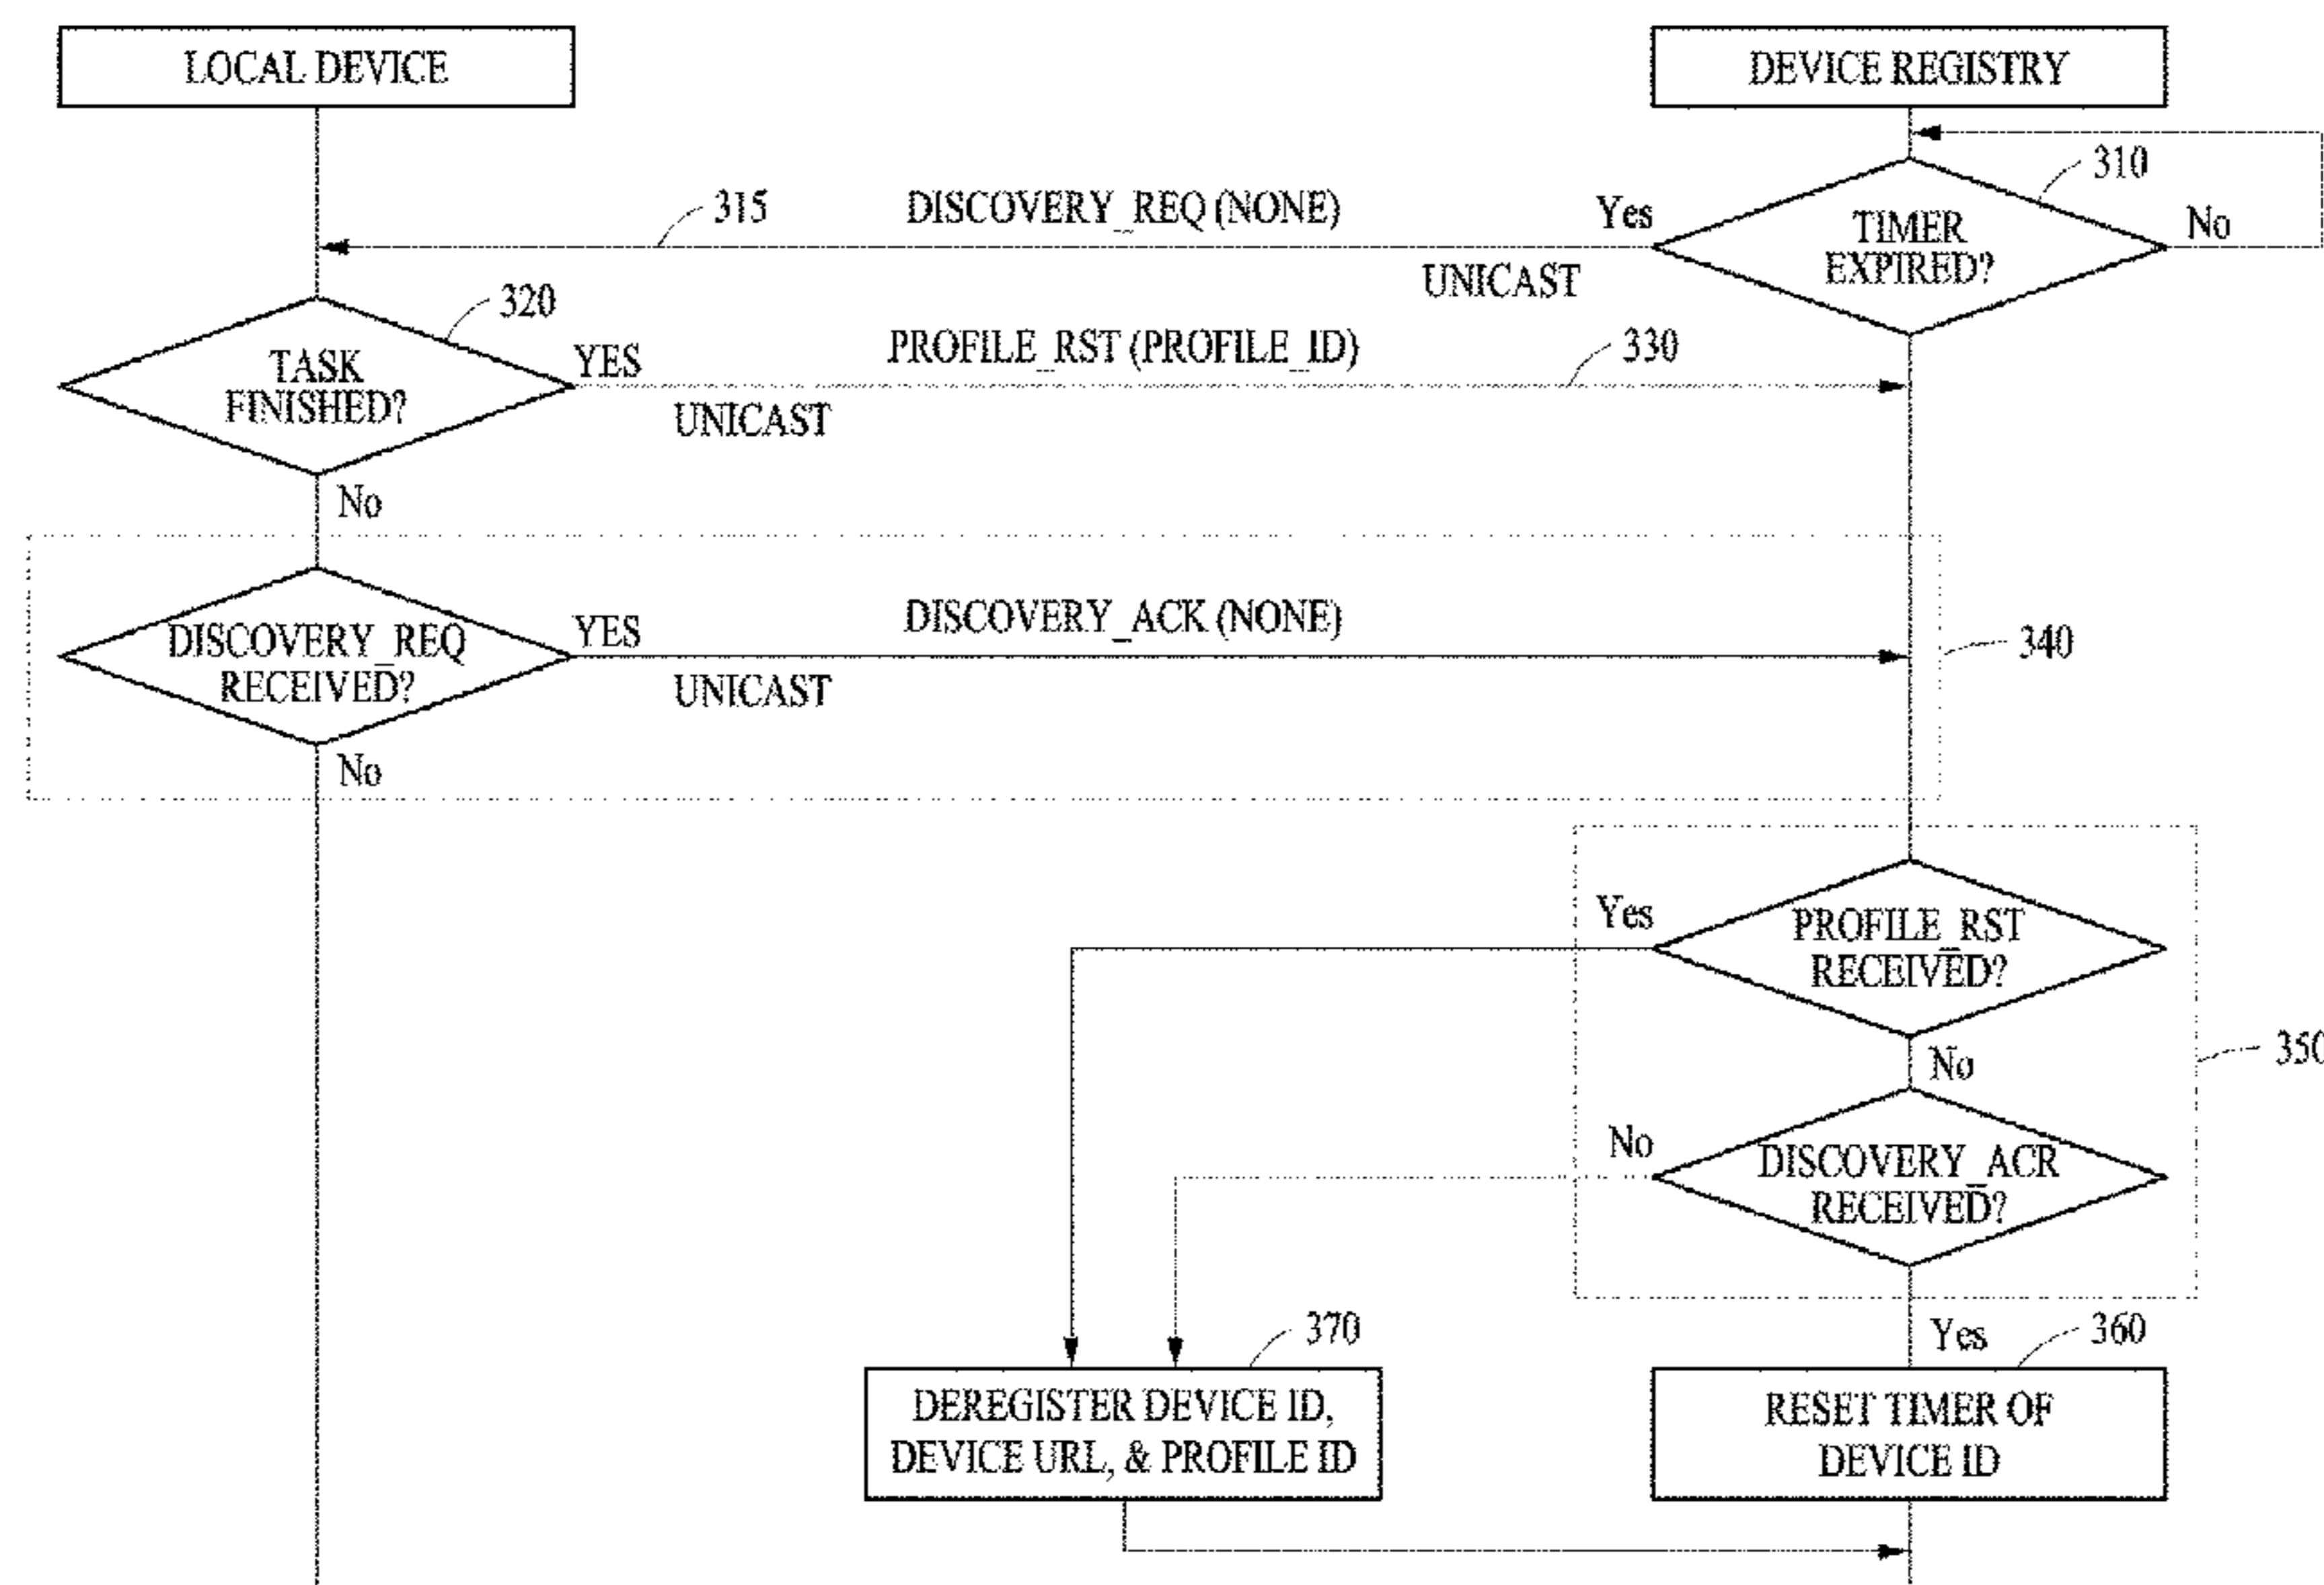 LOCAL DEVICE
DEVICE REGISTRY
310
315
DISCOVERY_REQ (NONE)
Yes
TIMER
EXPIRED?
No
UNICAST
320
TASK
FINISHED?
YES
PROFILE_RST (PROFILE_ID)
330
UNICAST
No
DISCOVERY_REQ
RECEIVED?
YES
DISCOVERY_ACK (NONE)
340
UNICAST
No
Yes
PROFILE_RST
RECEIVED?
350
No
No
DISCOVERY_ACR
RECEIVED?
370
Yes
360
DEREGISTER DEVICE ID,
DEVICE URL, & PROFILE ID
RESET TIMER OF
DEVICE ID